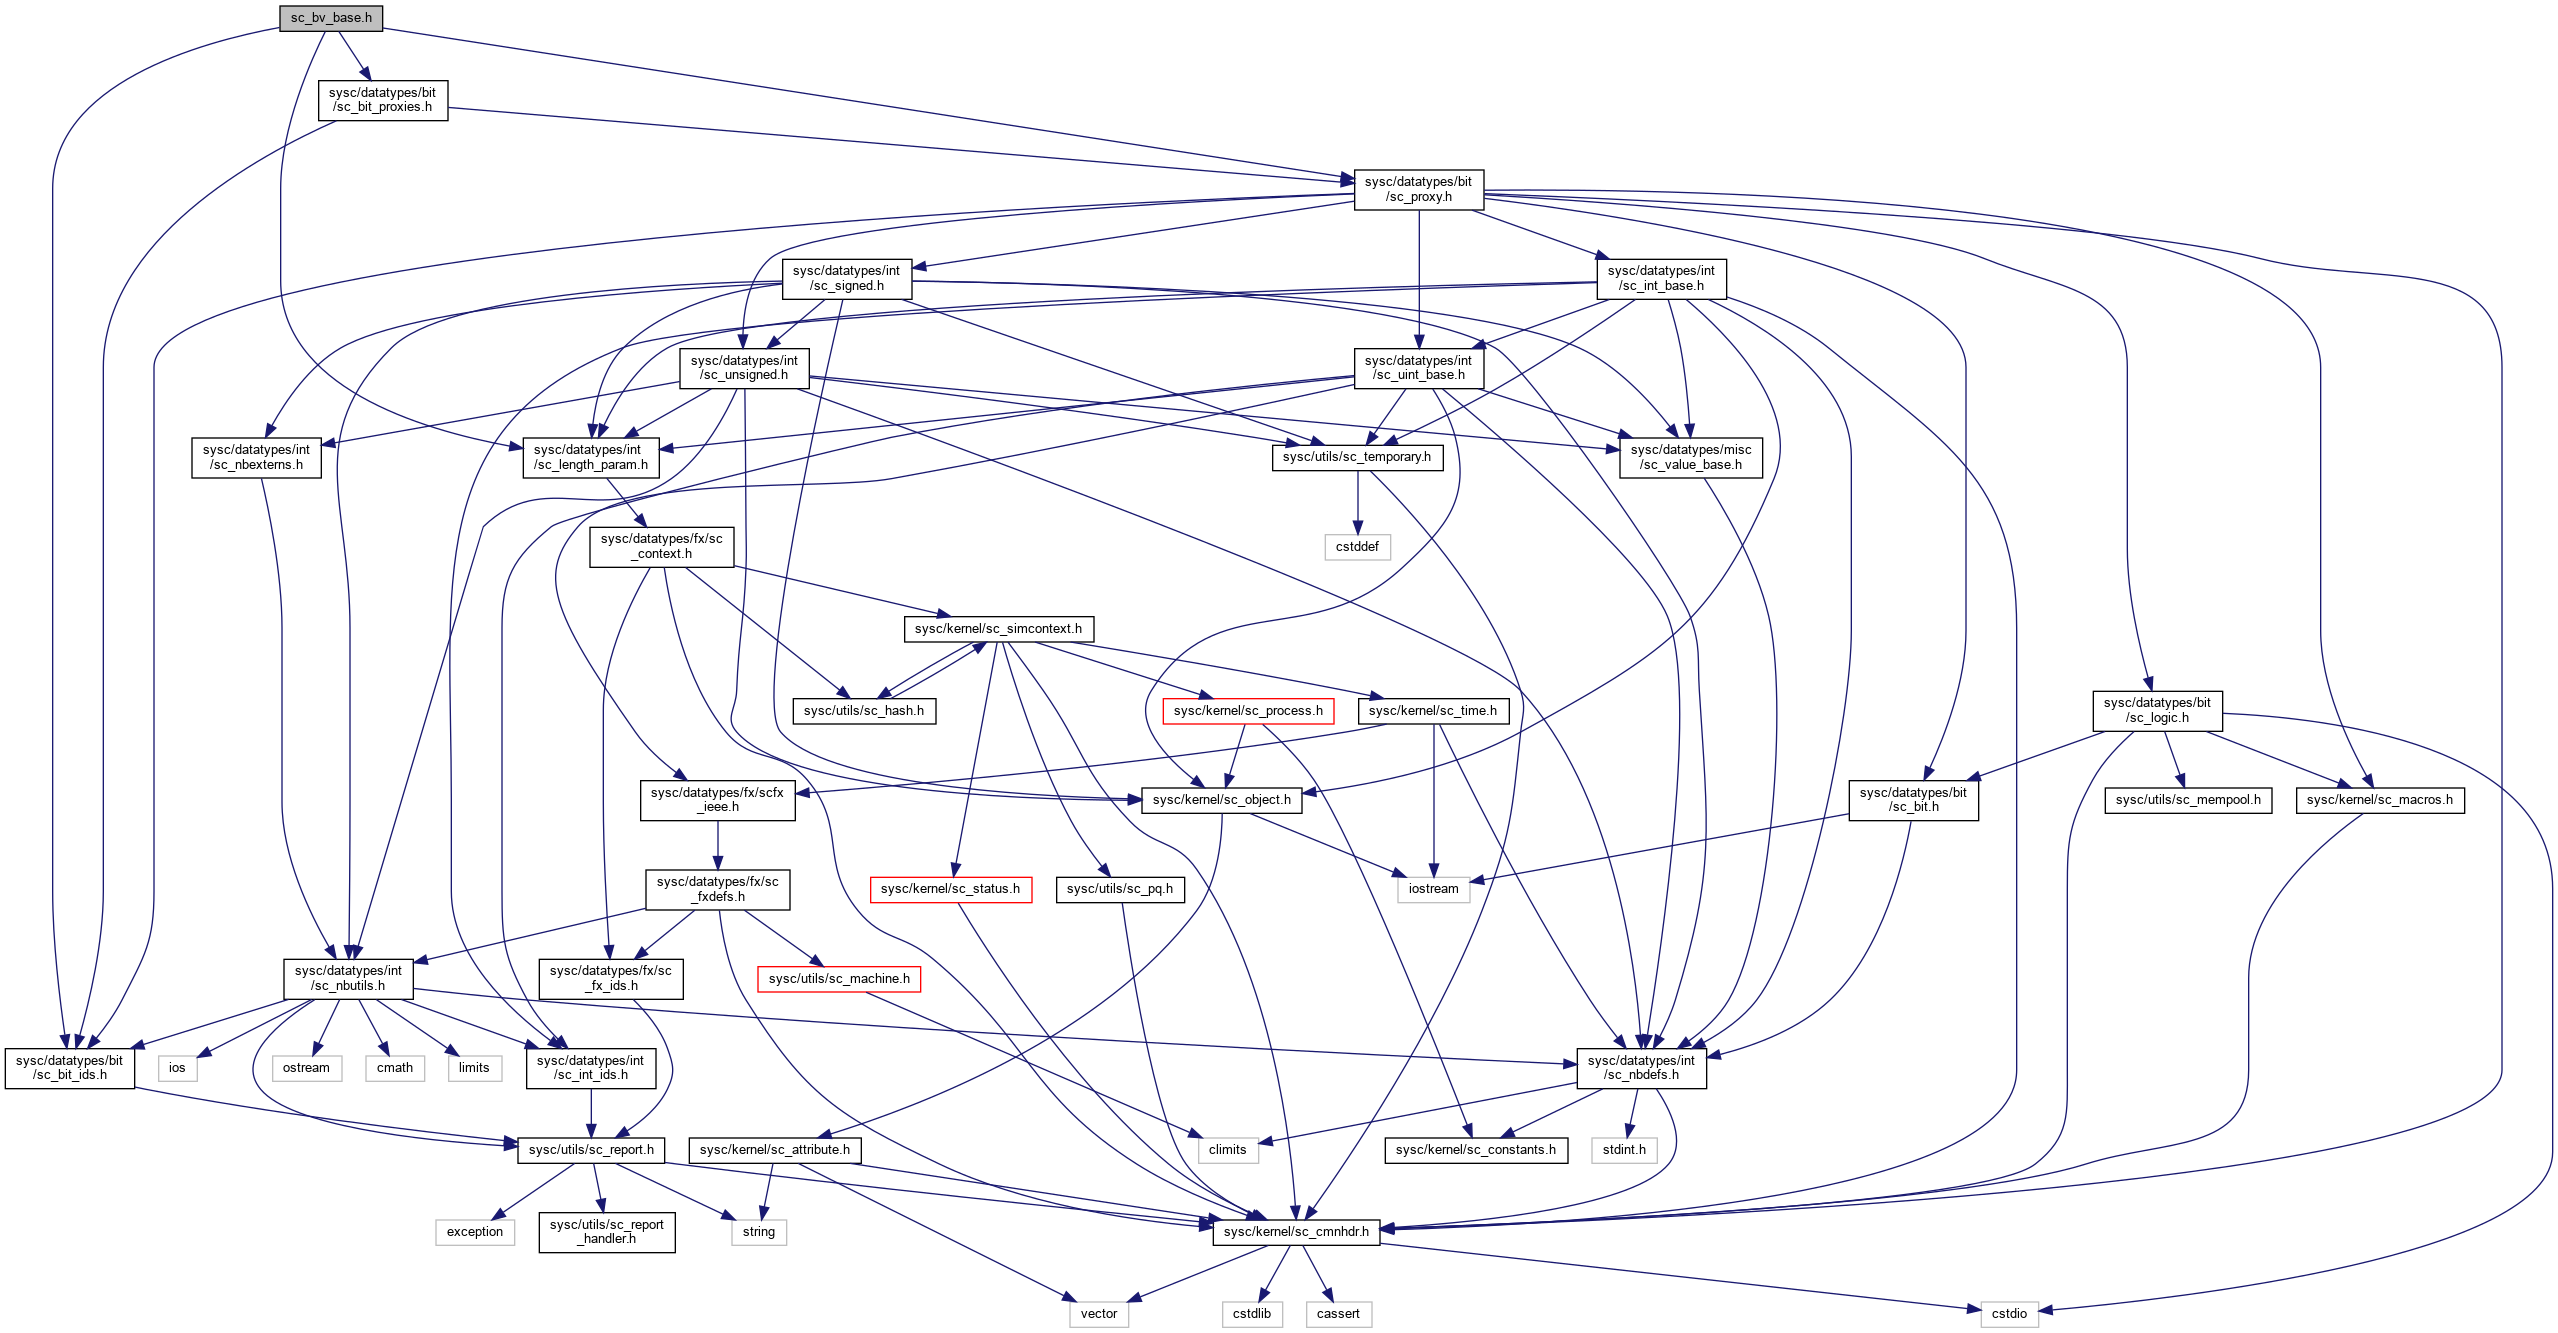 sc_bv_base.h
sysc/datatypes/bit
/sc_bit_proxies.h
sysc/datatypes/bit
/sc_proxy.h
sysc/datatypes/int
/sc_signed.h
sysc/datatypes/int
/sc_int_base.h
sysc/datatypes/int
/sc_unsigned.h
sysc/datatypes/int
/sc_uint_base.h
sysc/datatypes/int
/sc_nbexterns.h
sysc/datatypes/int
/sc_length_param.h
sysc/utils/sc_temporary.h
sysc/datatypes/misc
/sc_value_base.h
sysc/datatypes/fx/sc
_context.h
cstddef
sysc/kernel/sc_simcontext.h
sysc/utils/sc_hash.h
sysc/kernel/sc_process.h
sysc/kernel/sc_time.h
sysc/datatypes/bit
/sc_logic.h
sysc/datatypes/fx/scfx
_ieee.h
sysc/kernel/sc_object.h
sysc/datatypes/bit
/sc_bit.h
sysc/utils/sc_mempool.h
sysc/kernel/sc_macros.h
sysc/datatypes/fx/sc
_fxdefs.h
sysc/kernel/sc_status.h
sysc/utils/sc_pq.h
iostream
sysc/datatypes/int
/sc_nbutils.h
sysc/datatypes/fx/sc
_fx_ids.h
sysc/utils/sc_machine.h
sysc/datatypes/bit
/sc_bit_ids.h
ios
ostream
cmath
limits
sysc/datatypes/int
/sc_int_ids.h
sysc/datatypes/int
/sc_nbdefs.h
sysc/utils/sc_report.h
sysc/kernel/sc_attribute.h
climits
sysc/kernel/sc_constants.h
stdint.h
exception
sysc/utils/sc_report
_handler.h
string
sysc/kernel/sc_cmnhdr.h
vector
cstdlib
cassert
cstdio